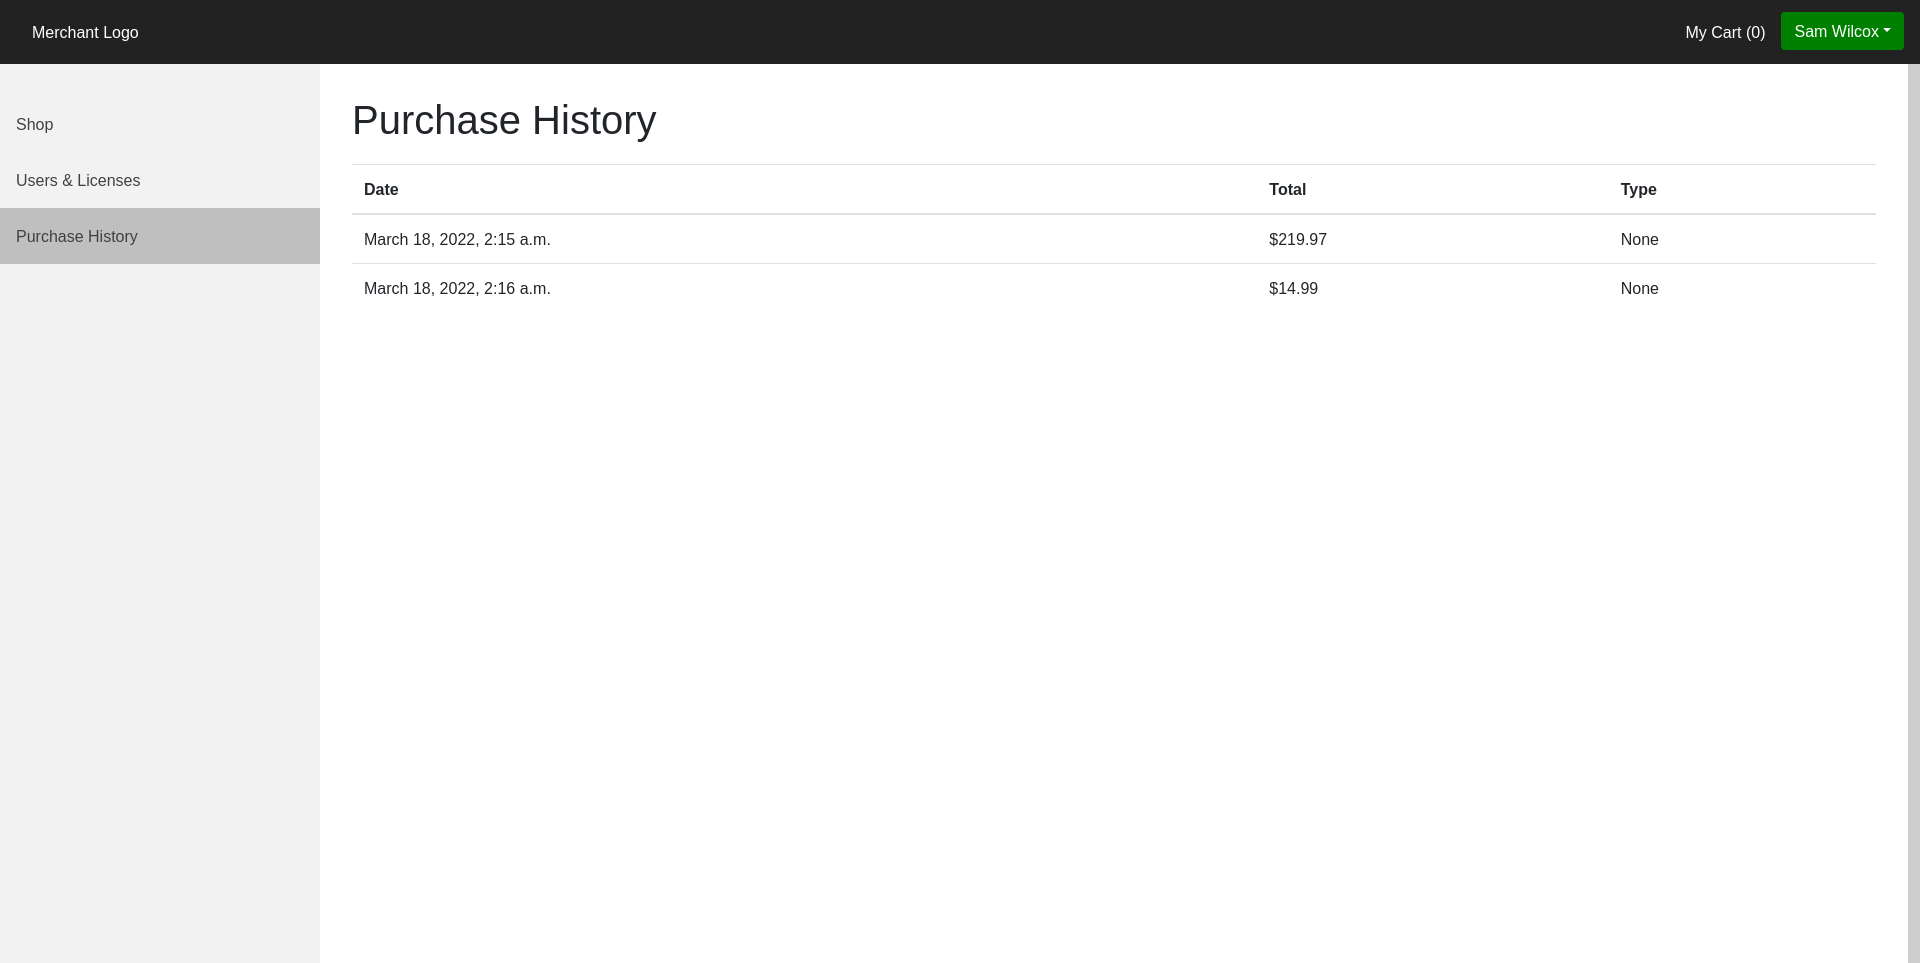 Merchant Logo
My Cart (0)
Sam Wilcox
Shop
Users & Licenses
Purchase History
Purchase History
Date Total Type
March 18, 2022, 2:15 a.m. $219.97 None
March 18, 2022, 2:16 a.m. $14.99 None